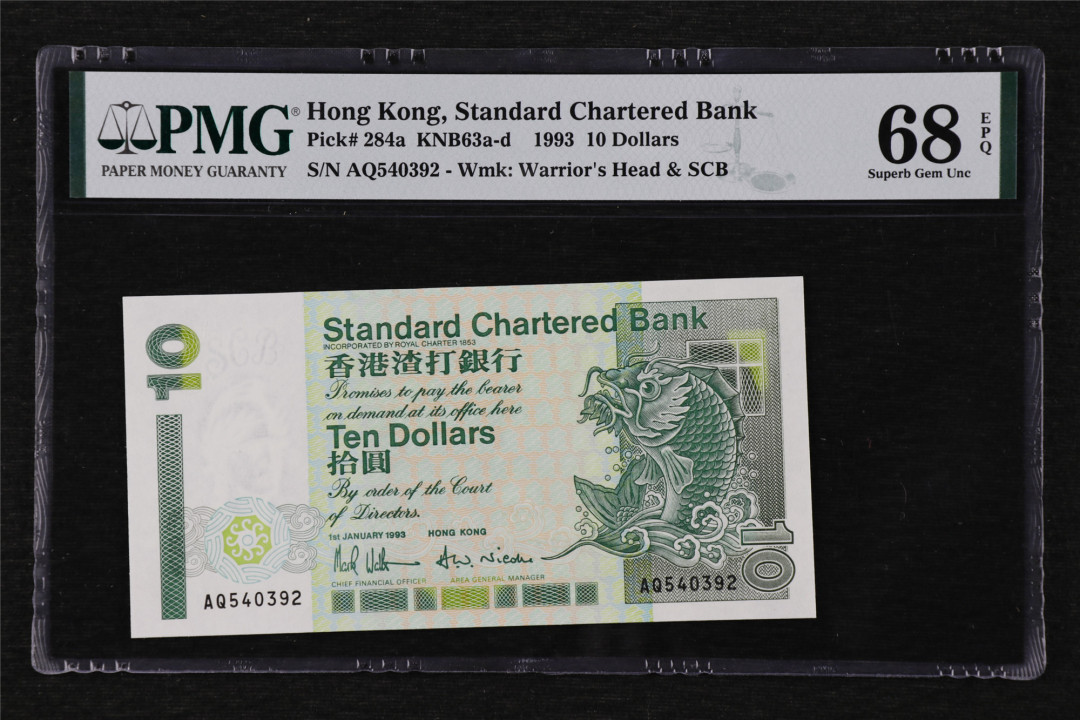 PMG®
PAPER MONEY GUARANTY
Hong Kong, Standard Chartered Bank
Pick# 284a KNB63a-d 1993 10 Dollars
S/N AQ540392 - Wmk: Warrior's Head & SCB
68
EPQ
Superb Gem Unc
10
Standard Chartered Bank
INCORPORATED BY ROYAL CHARTER 1853
香港渣打銀行
Promises to pay the bearer
on demand at its office here
Ten Dollars
拾圓
By order of the Court
of Directors.
1st JANUARY 1993 HONG KONG
CHIEF FINANCIAL OFFICER AREA GENERAL MANAGER
AQ540392
AQ540392
10